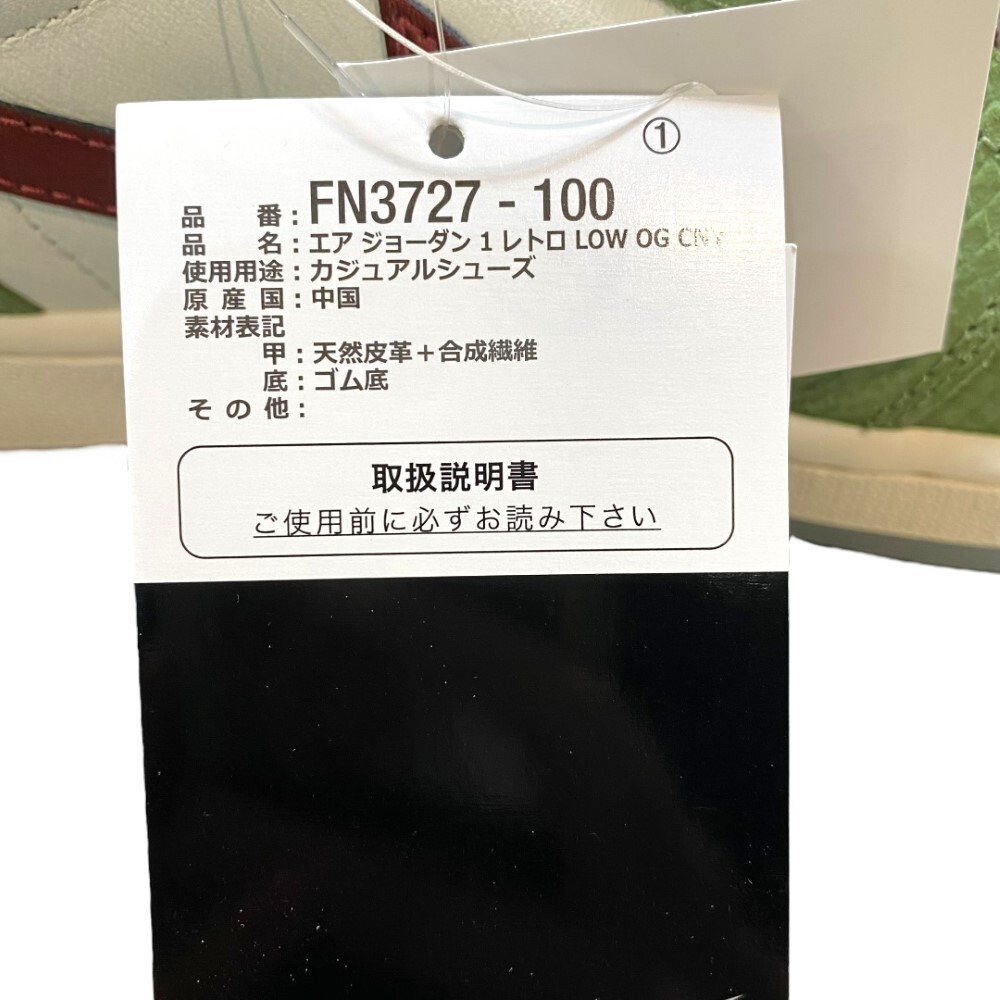 ①
品 番：FN3727 - 100
品 名：エア ジョーダン 1 レトロ LOW OG CNY
使用用途：カジュアルシューズ
原 産 国：中国
素材表記
甲：天然皮革＋合成繊維
底：ゴム底
そ の 他：
取扱説明書
ご使用前に必ずお読み下さい